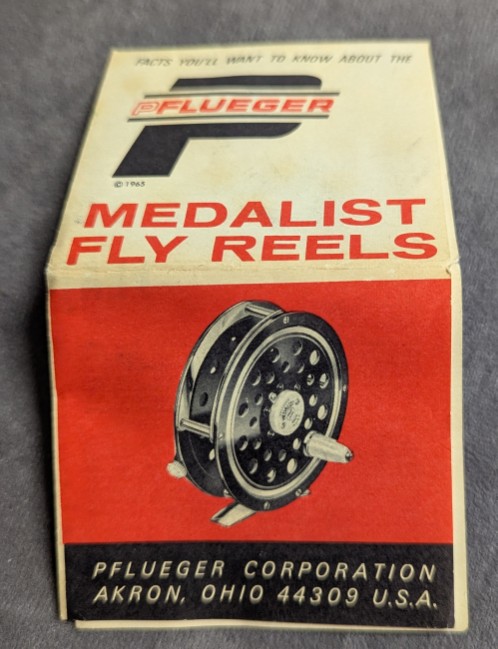 FACTS YOU'LL WANT TO KNOW ABOUT THE
PFLUEGER
© 1965
MEDALIST
FLY REELS
PFLUEGER CORPORATION
AKRON, OHIO 44309 U.S.A.